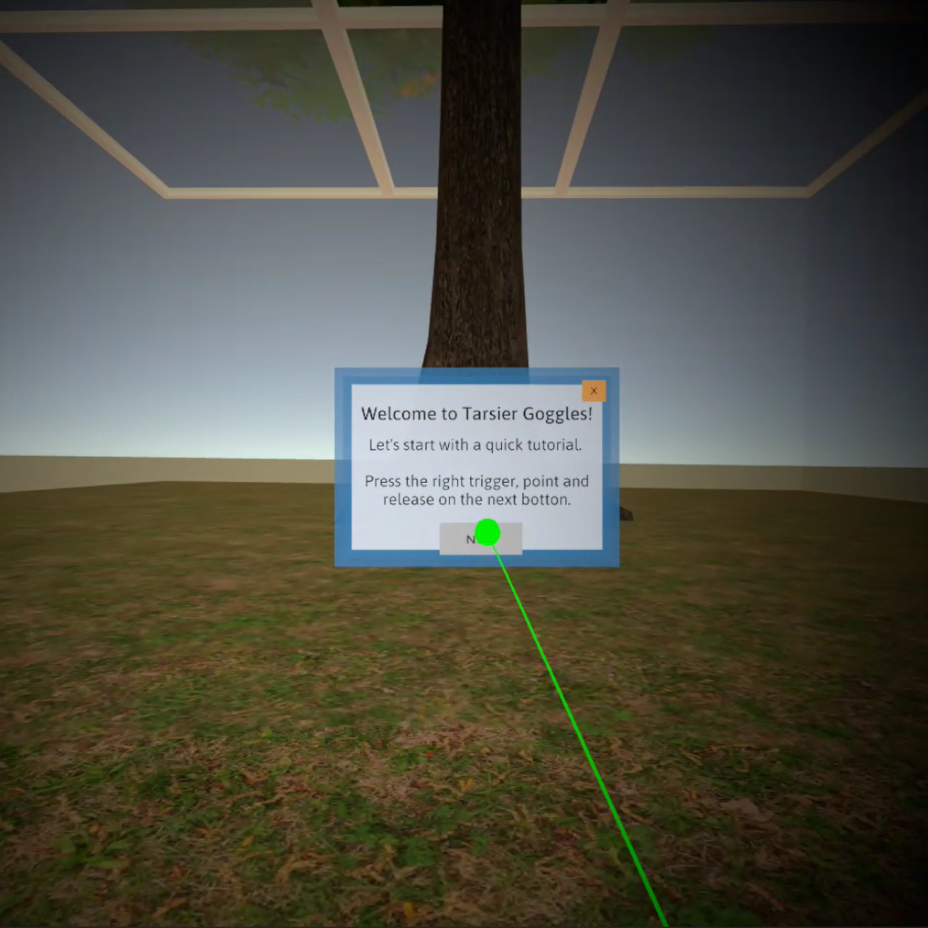 x
Welcome to Tarsier Goggles!
Let's start with a quick tutorial.
Press the right trigger, point and
release on the next botton.